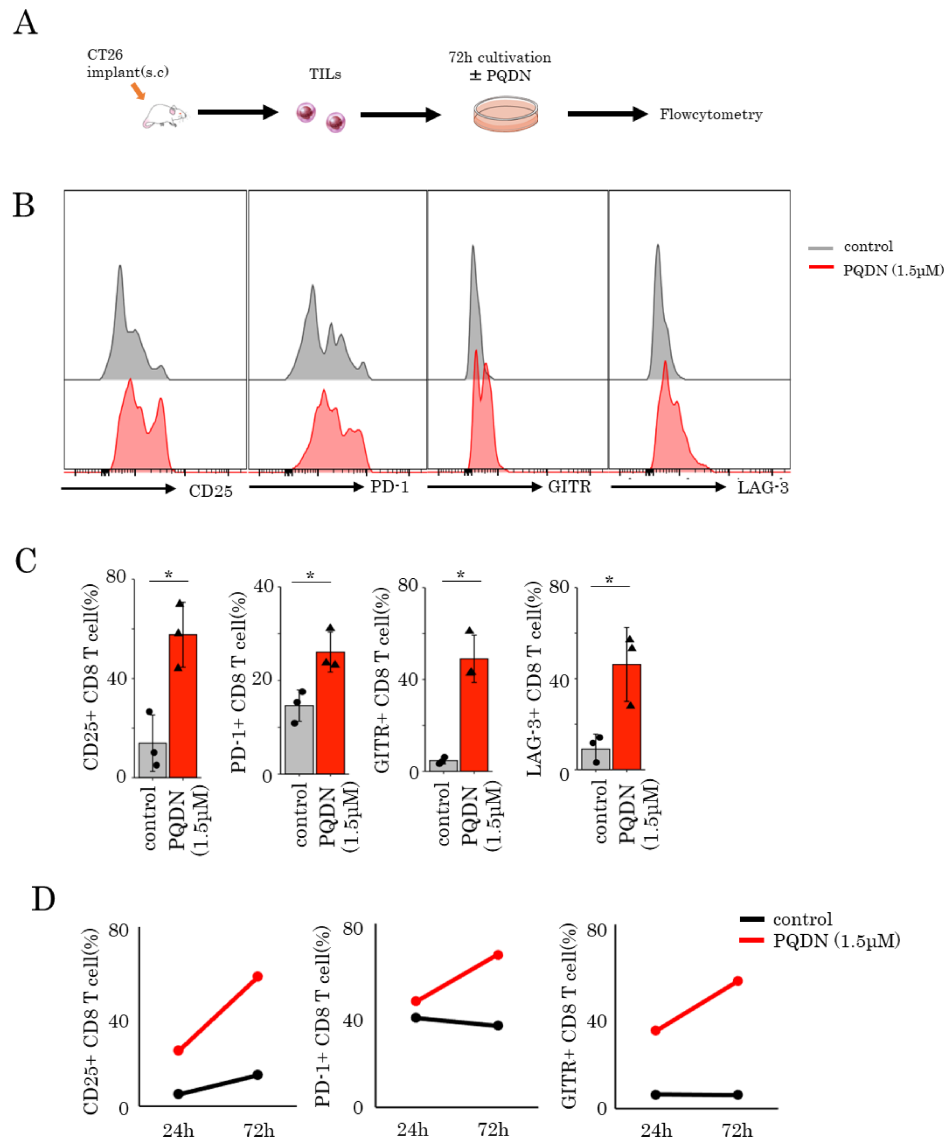 A
CT26
implant(s.c)
TILs
72h cultivation
± PQDN
Flowcytometry
B
control
PQDN (1.5µM)
CD25
PD-1
GITR
LAG-3
C
CD25+ CD8 T cell(%)
80
40
0
*
control
PQDN
(1.5µM)
PD-1+ CD8 T cell(%)
40
20
0
*
control
PQDN
(1.5µM)
GITR+ CD8 T cell(%)
80
40
0
*
control
PQDN
(1.5µM)
LAG-3+ CD8 T cell(%)
80
40
0
*
control
PQDN
(1.5µM)
D
CD25+ CD8 T cell(%)
80
40
0
24h 72h
PD-1+ CD8 T cell(%)
80
40
0
24h 72h
GITR+ CD8 T cell(%)
80
40
0
24h 72h
control
PQDN (1.5µM)